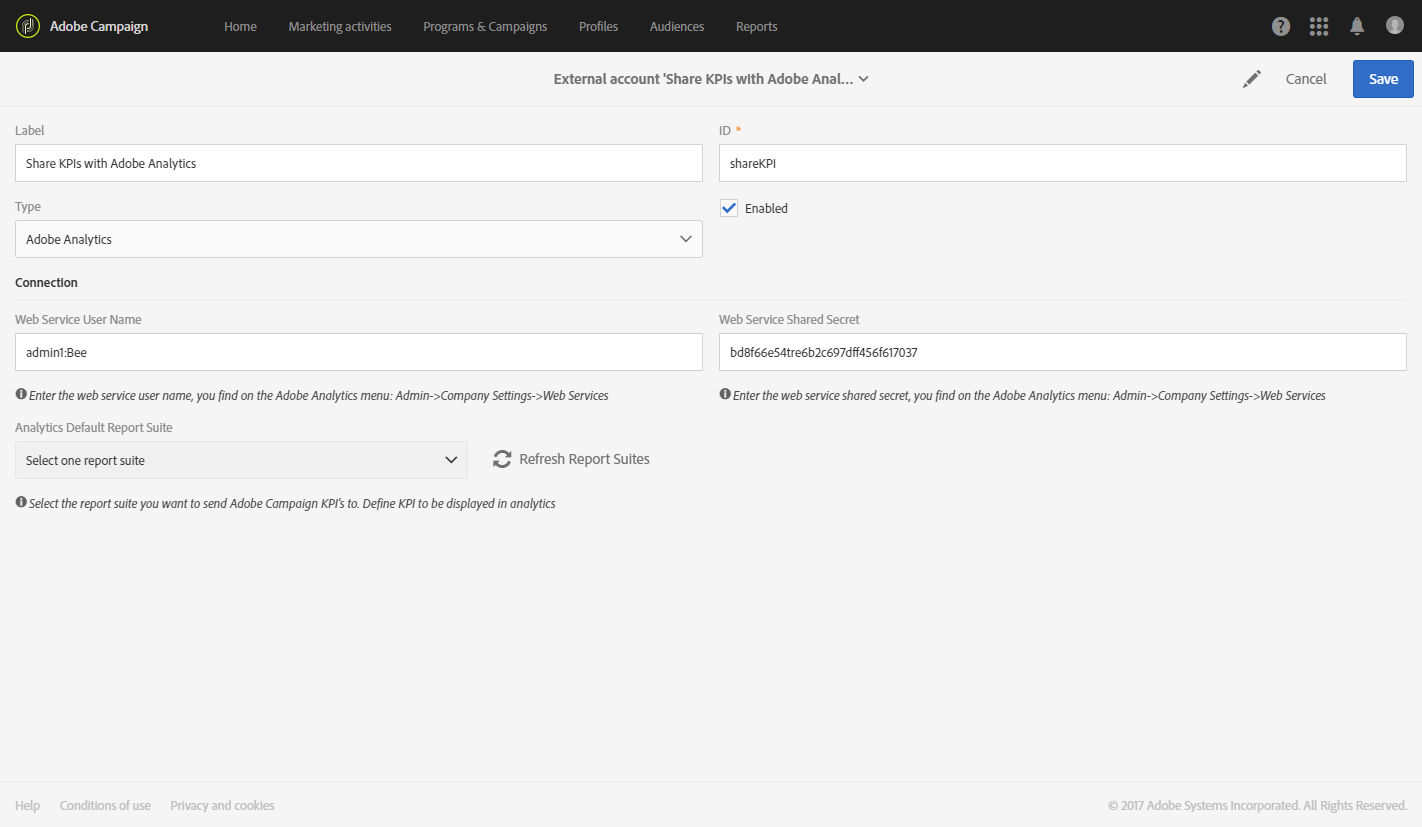 Adobe Campaign Home Marketing activities Programs & Campaigns Profiles Audiences Reports
External account 'Share KPIs with Adobe Anal... Cancel Save
Label ID *
Share KPIs with Adobe Analytics shareKPI
Type
Enabled
Adobe Analytics
Connection
Web Service User Name Web Service Shared Secret
admin1:Bee bd8f66e54tre6b2c697dff456f617037
Enter the web service user name, you find on the Adobe Analytics menu: Admin->Company Settings->Web Services Enter the web service shared secret, you find on the Adobe Analytics menu: Admin->Company Settings->Web Services
Analytics Default Report Suite
Select one report suite Refresh Report Suites
Select the report suite you want to send Adobe Campaign KPI's to. Define KPI to be displayed in analytics
Help Conditions of use Privacy and cookies © 2017 Adobe Systems Incorporated. All Rights Reserved.